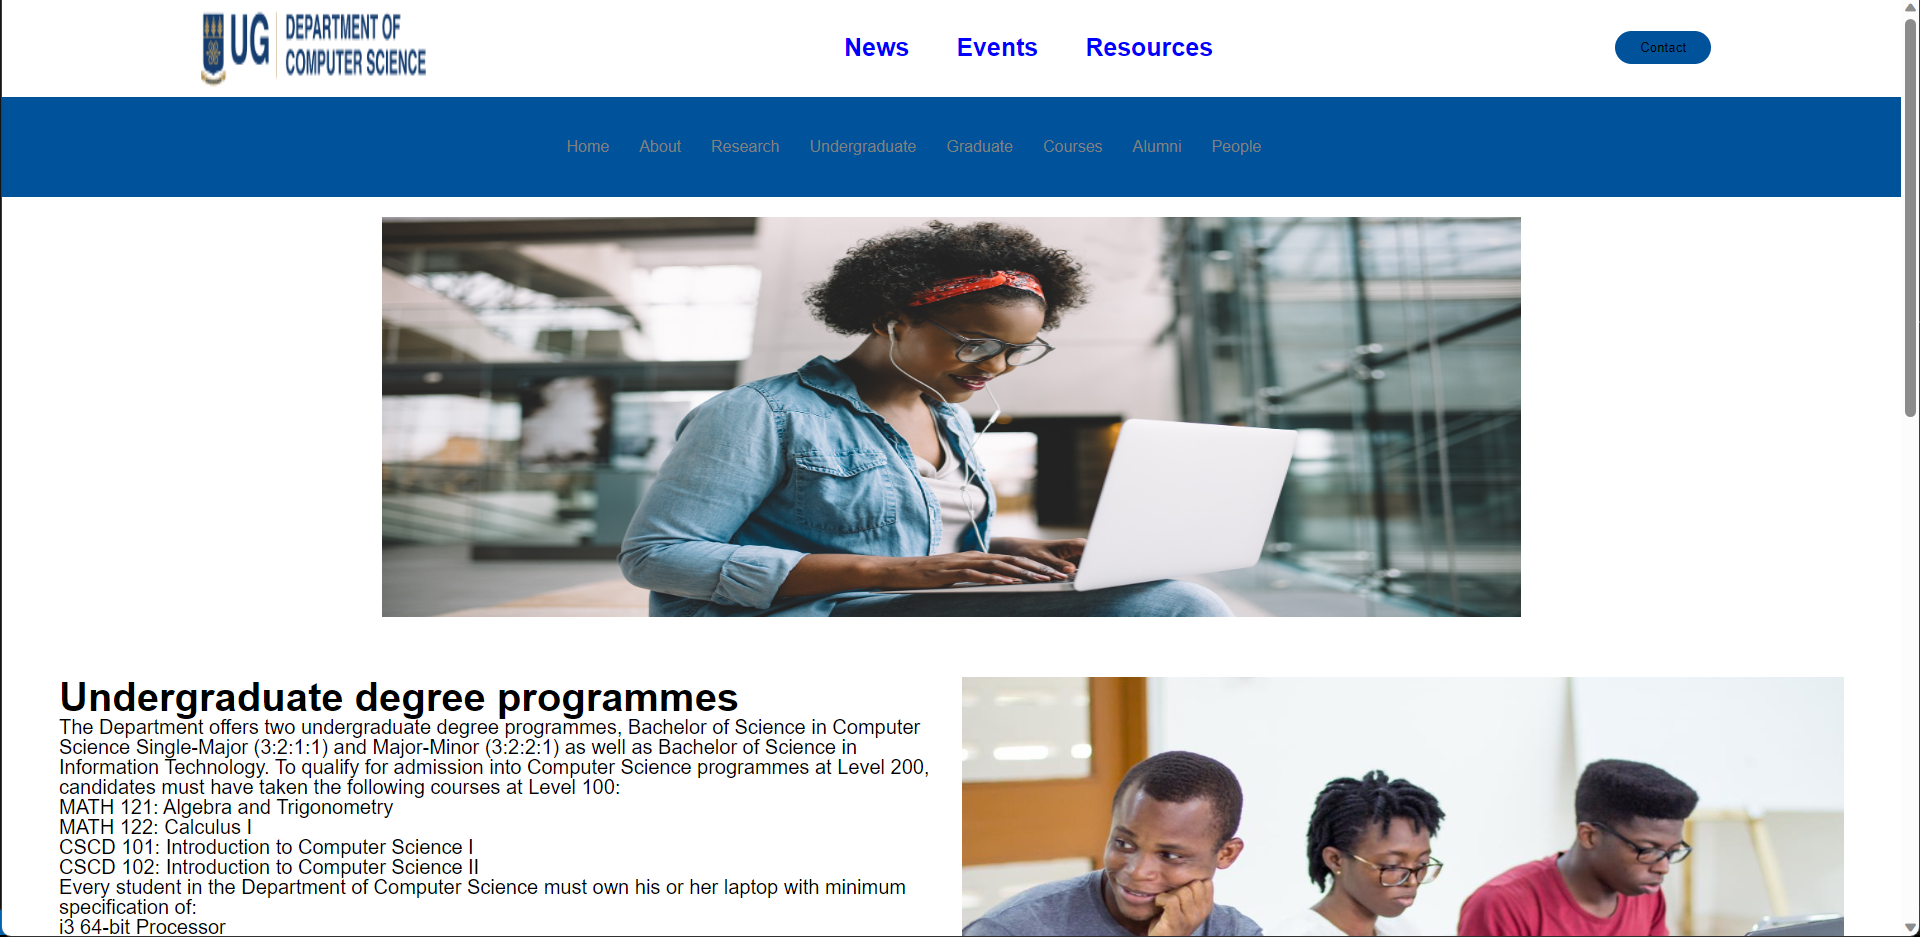 UG DEPARTMENT OF
COMPUTER SCIENCE
News Events Resources
Contact
Home About Research Undergraduate Graduate Courses Alumni People
Undergraduate degree programmes
The Department offers two undergraduate degree programmes, Bachelor of Science in Computer
Science Single-Major (3:2:1:1) and Major-Minor (3:2:2:1) as well as Bachelor of Science in
Information Technology. To qualify for admission into Computer Science programmes at Level 200,
candidates must have taken the following courses at Level 100:
MATH 121: Algebra and Trigonometry
MATH 122: Calculus I
CSCD 101: Introduction to Computer Science I
CSCD 102: Introduction to Computer Science II
Every student in the Department of Computer Science must own his or her laptop with minimum
specification of:
i3 64-bit Processor